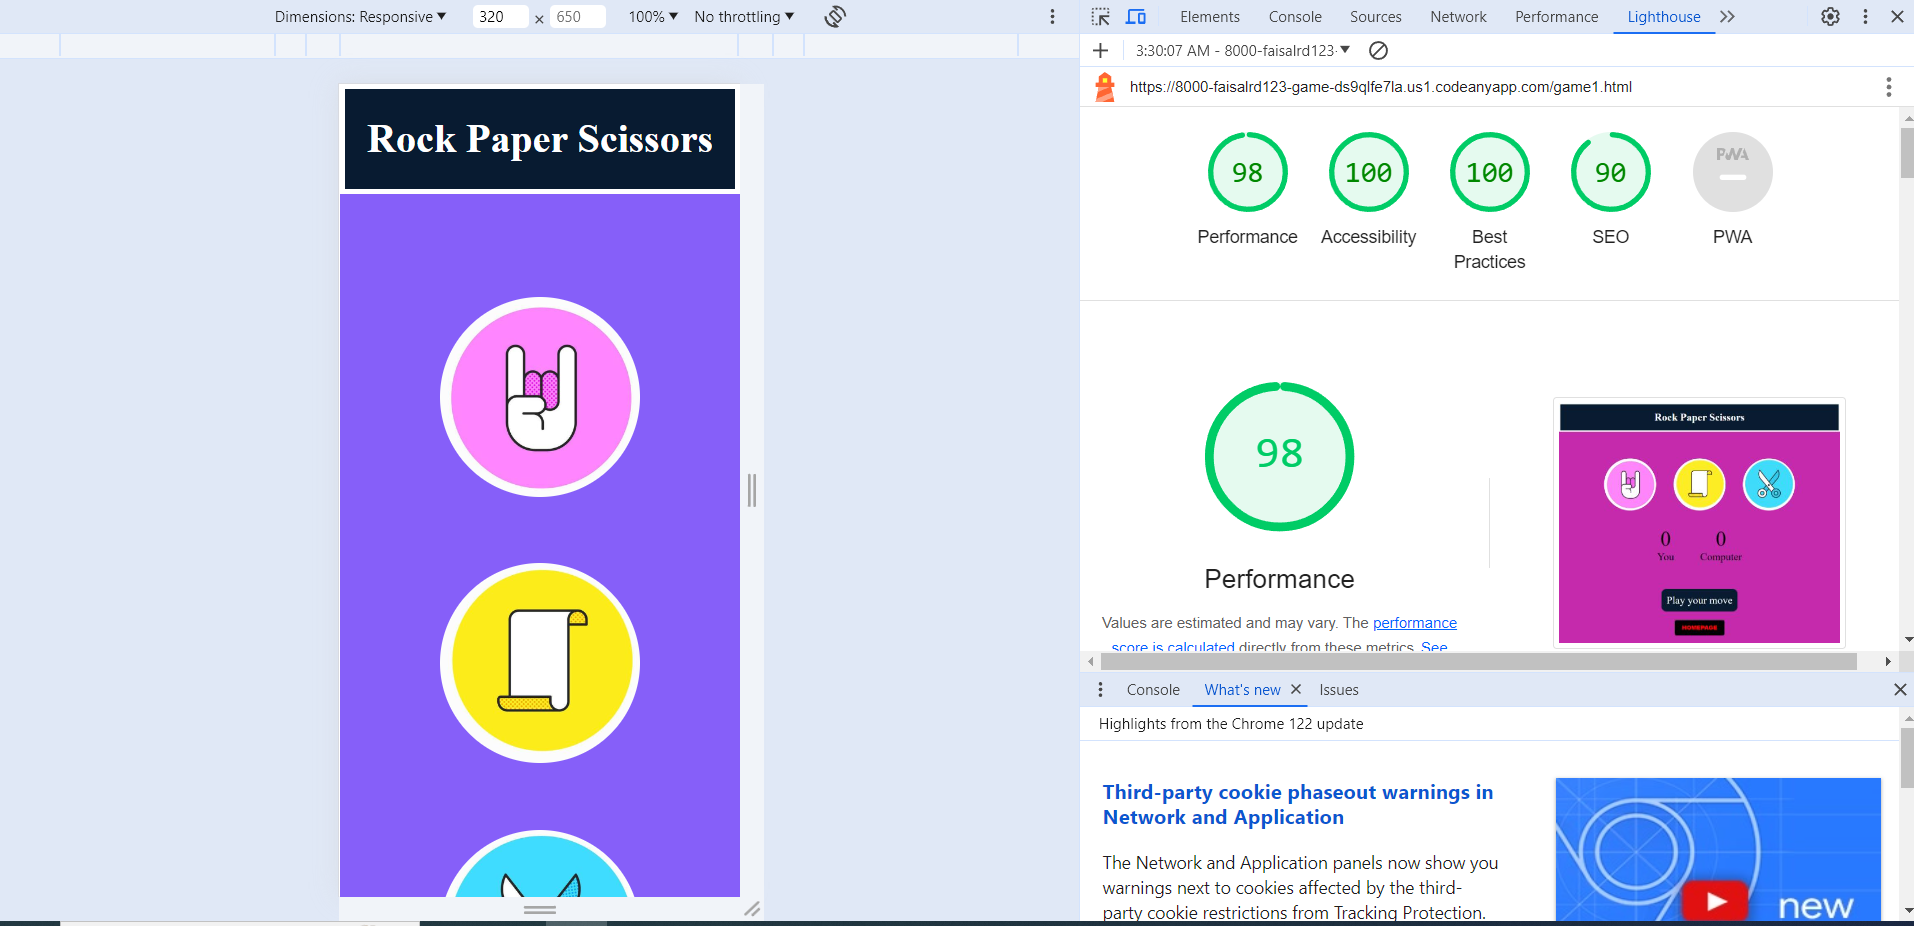 Dimensions: Responsive ▼ 320 × 650 100% ▼ No throttling ▼
Elements Console Sources Network Performance Lighthouse
3:30:07 AM - 8000-faisalrd123- ▼
https://8000-faisalrd123-game-ds9qlfe7la.us1.codeanyapp.com/game1.html
Rock Paper Scissors
98 100 100 90 PWA
Performance Accessibility Best Practices SEO PWA
98
Performance
Values are estimated and may vary. The performance
score is calculated directly from these metrics. See
Rock Paper Scissors
0 0
You Computer
Play your move
HOMEPAGE
Console What's new Issues
Highlights from the Chrome 122 update
Third-party cookie phaseout warnings in
Network and Application
The Network and Application panels now show you
warnings next to cookies affected by the third-
party cookie restrictions from Tracking Protection.
new